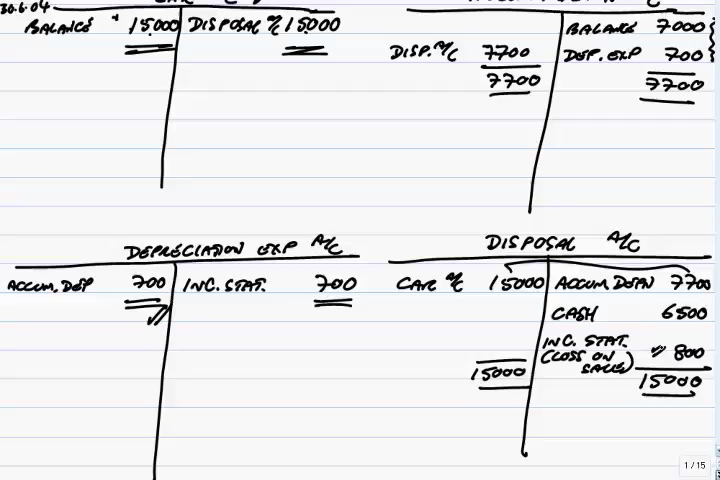 30.6.04
BALANCE 15000 DISPOSAL A/C 15000
BALANCE 7000
DISP. A/C 7700 DEP. EXP 700
7700 7700
DEPRECIATION EXP A/C
ACCUM. DEP 700 INC. STAT. 700
DISPOSAL A/C
CAR A/C 15000 ACCUM DEPN 7700
CASH 6500
INC. STAT.
(LOSS ON SALES) 800
15000 15000
1/15